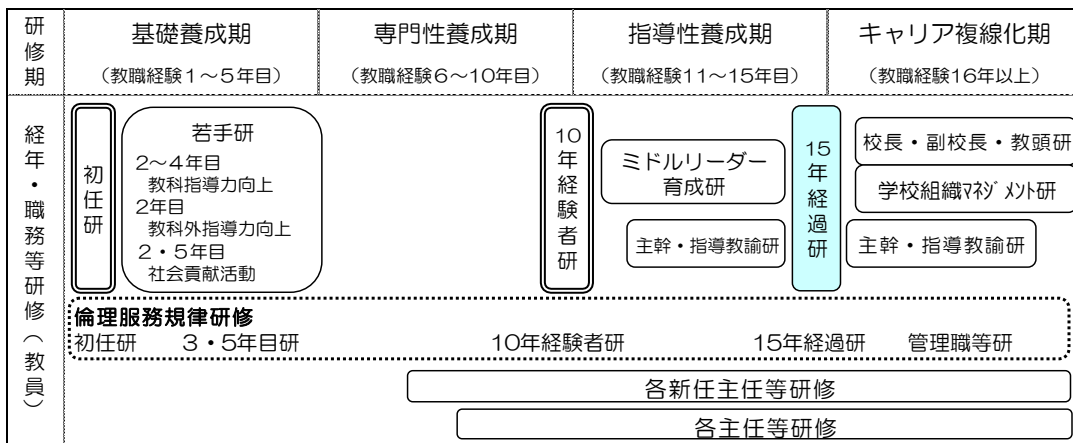 研修期
基礎養成期
（教職経験１～５年目）
専門性養成期
（教職経験６～10年目）
指導性養成期
（教職経験11～15年目）
キャリア複線化期
（教職経験16年以上）
経年・職務等研修（教員）
初任研
若手研
２～４年目
教科指導力向上
２年目
教科外指導力向上
２・５年目
社会貢献活動
10年経験者研
ミドルリーダー
育成研
主幹・指導教諭研
15年経過研
校長・副校長・教頭研
学校組織ﾏﾈｼﾞﾒﾝﾄ研
主幹・指導教諭研
倫理服務規律研修
初任研　３・５年目研　10年経験者研　15年経過研　管理職等研
各新任主任等研修
各主任等研修